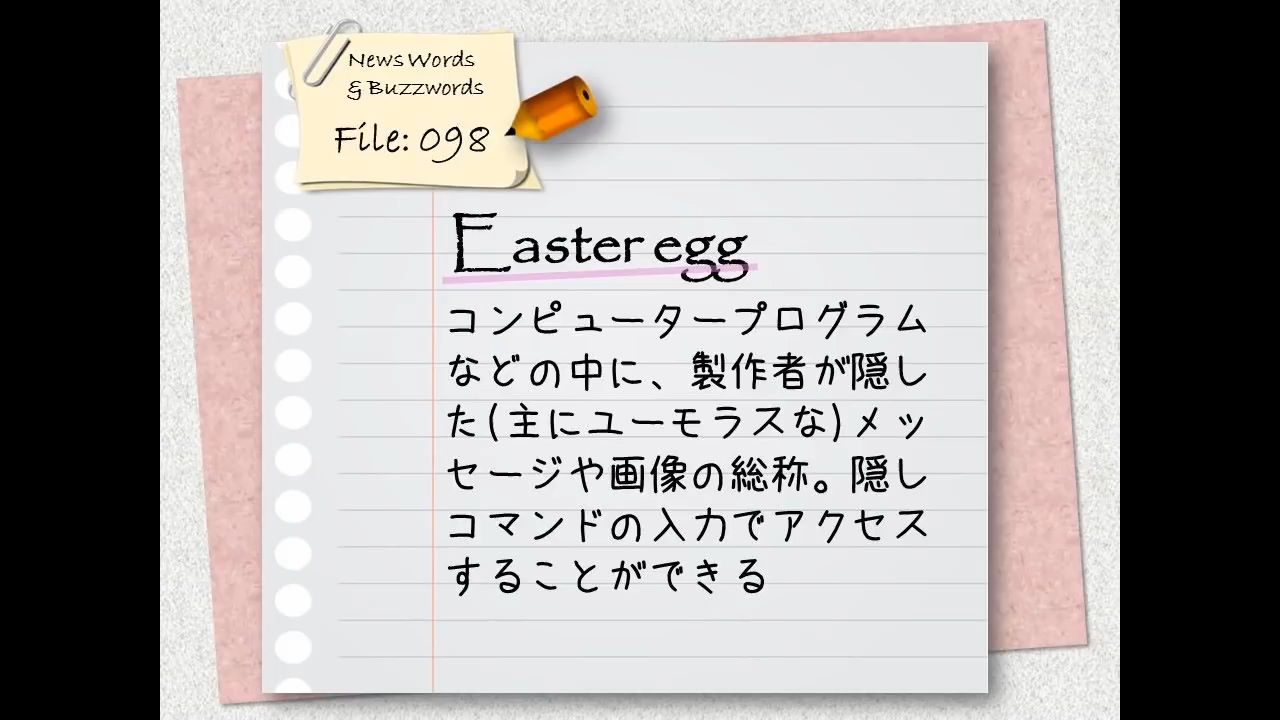 News Words
& Buzzwords
File: 098
Easter egg
コンピュータープログラム
などの中に、製作者が隠し
た(主にユーモラスな)メッ
セージや画像の総称。隠し
コマンドの入力でアクセス
することができる